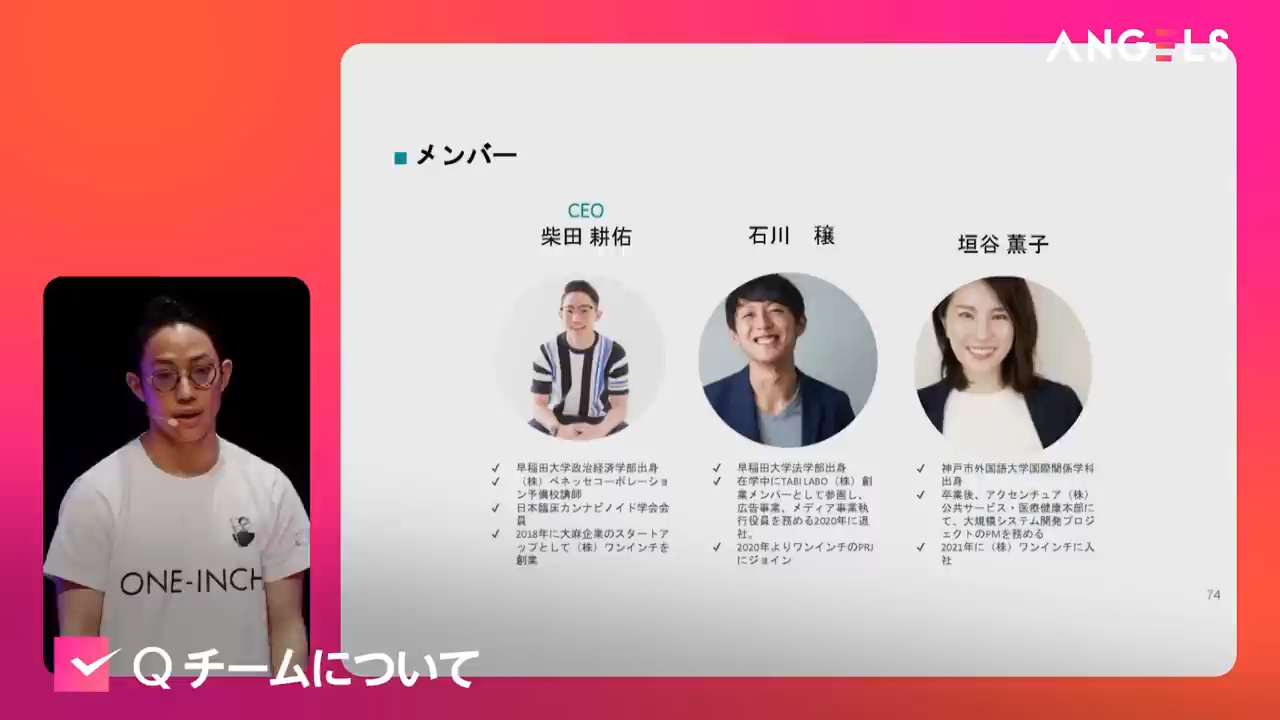 ANGELS
メンバー
CEO
柴田 耕佑
石川　穣
垣谷 薫子
✓ 早稲田大学政治経済学部出身
✓ （株）ベネッセコーポレーショ
ン予備校講師
✓ 日本臨床カンナビノイド学会会
員
✓ 2018年に大麻企業のスタートア
ップとして（株）ワンインチを
創業
✓ 早稲田大学法学部出身
✓ 在学中にTABI LABO（株）創
業メンバーとして参画し、
広告事業、メディア事業執
行役員を務める2020年に退
社。
✓ 2020年よりワンインチのPRJ
にジョイン
✓ 神戸市外国語大学国際関係学科
出身
✓ 卒業後、アクセンチュア（株）
公共サービス・医療健康本部に
て、大規模システム開発プロジ
ェクトのPMを務める
✓ 2021年に（株）ワンインチに入
社
74
ONE-INCH
Q チームについて